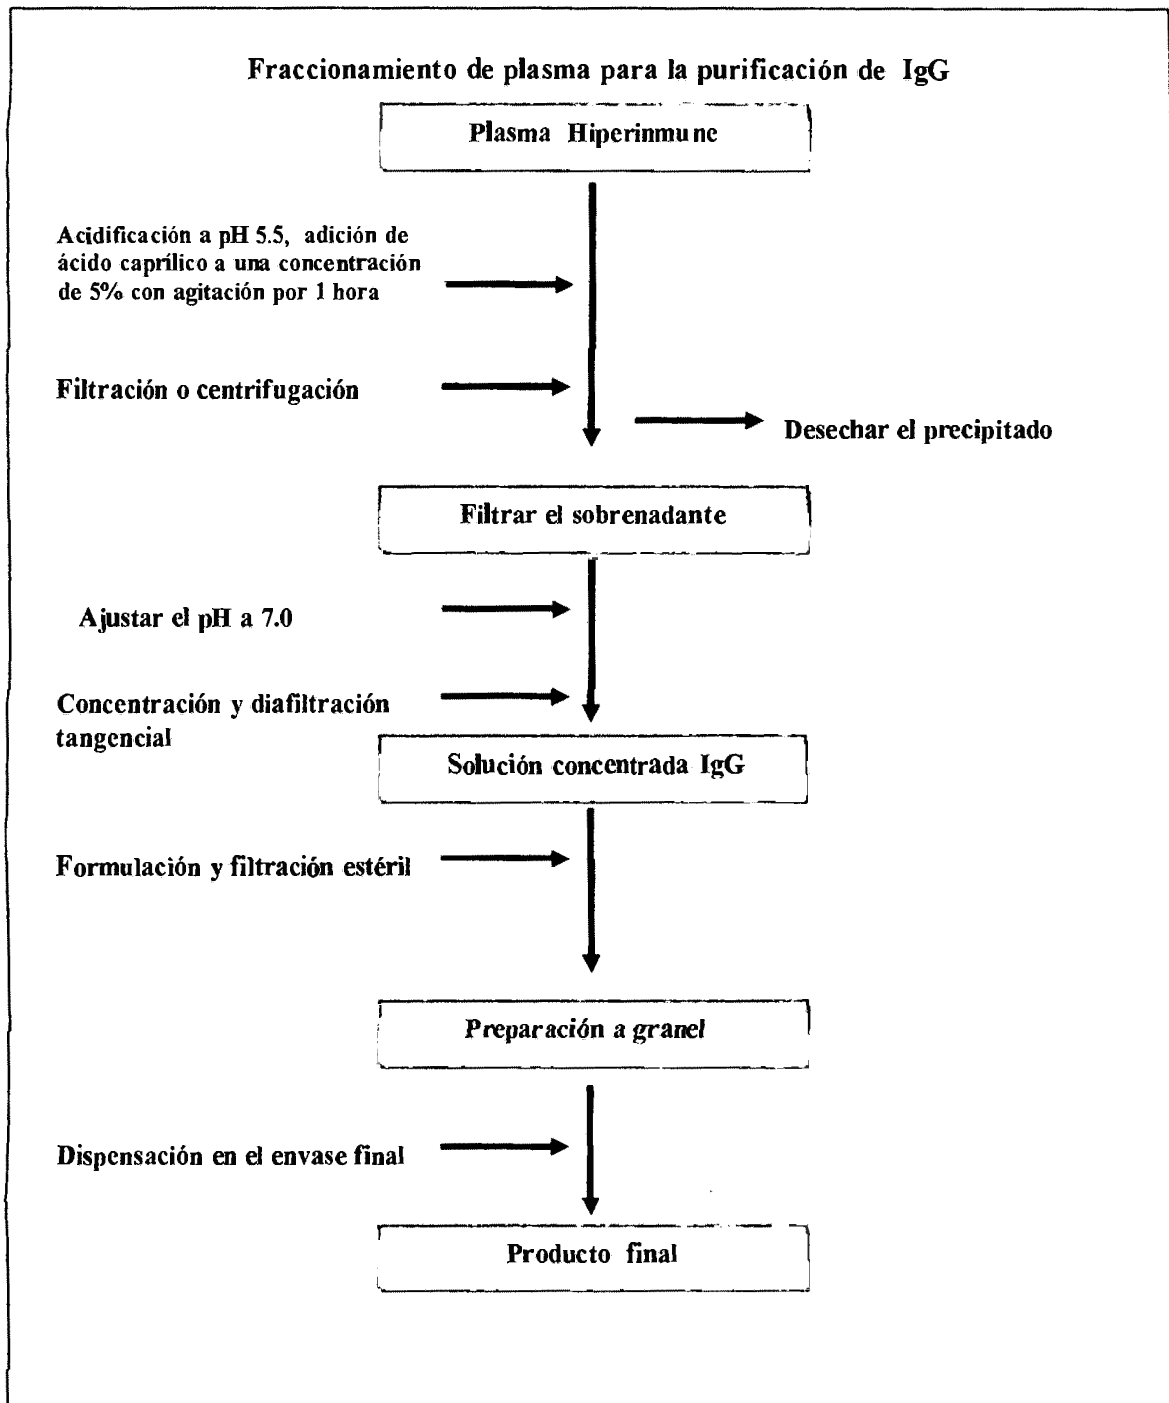 Fraccionamiento de plasma para la purificación de IgG
Plasma Hiperinmune
Acidificación a pH 5.5, adición de
ácido caprílico a una concentración
de 5% con agitación por 1 hora
Filtración o centrifugación
Desechar el precipitado
Filtrar el sobrenadante
Ajustar el pH a 7.0
Concentración y diafiltración
tangencial
Solución concentrada IgG
Formulación y filtración estéril
Preparación a granel
Dispensación en el envase final
Producto final